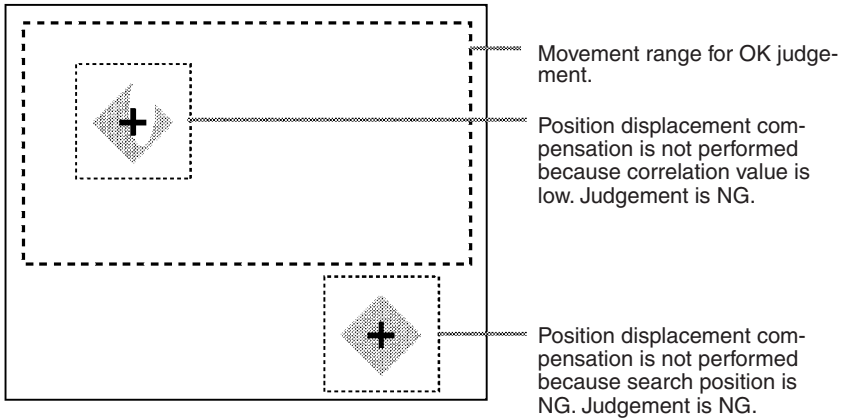 Movement range for OK judge-
ment.
Position displacement com-
pensation is not performed
because correlation value is
low. Judgement is NG.
Position displacement com-
pensation is not performed
because search position is
NG. Judgement is NG.